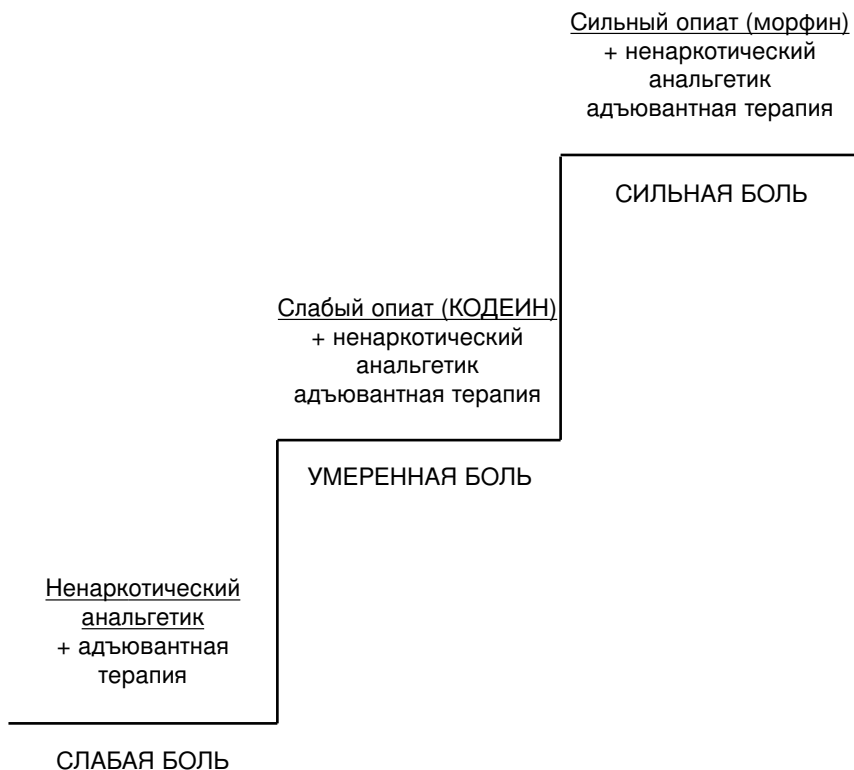 Сильный опиат (морфин)
+ ненаркотический
анальгетик
адъювантная терапия
СИЛЬНАЯ БОЛЬ
Слабый опиат (КОДЕИН)
+ ненаркотический
анальгетик
адъювантная терапия
УМЕРЕННАЯ БОЛЬ
Ненаркотический
анальгетик
+ адъювантная
терапия
СЛАБАЯ БОЛЬ